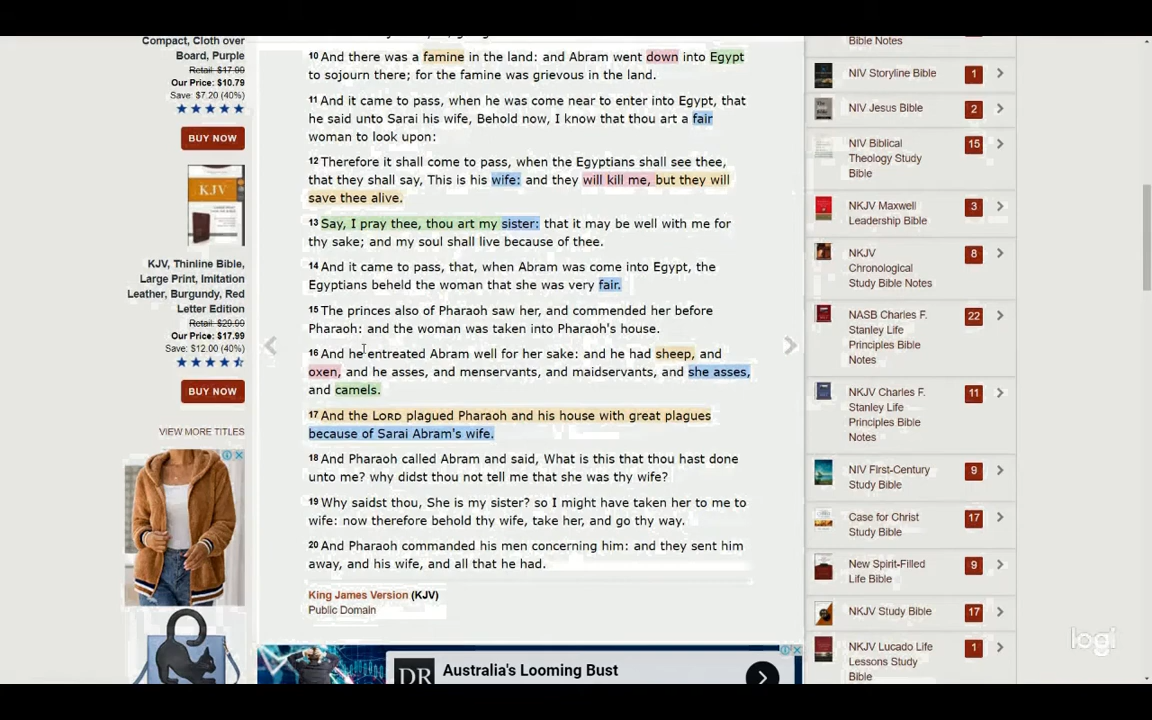 Compact, Cloth over
Board, Purple
Retail: $17.99
Our Price: $10.79
Save: $7.20 (40%)
BUY NOW
KJV
KJV, Thinline Bible,
Large Print, Imitation
Leather, Burgundy, Red
Letter Edition
Retail: $29.99
Our Price: $17.99
Save: $12.00 (40%)
BUY NOW
VIEW MORE TITLES
10 And there was a famine in the land: and Abram went down into Egypt
to sojourn there; for the famine was grievous in the land.
11 And it came to pass, when he was come near to enter into Egypt, that
he said unto Sarai his wife, Behold now, I know that thou art a fair
woman to look upon:
12 Therefore it shall come to pass, when the Egyptians shall see thee,
that they shall say, This is his wife: and they will kill me, but they will
save thee alive.
13 Say, I pray thee, thou art my sister: that it may be well with me for
thy sake; and my soul shall live because of thee.
14 And it came to pass, that, when Abram was come into Egypt, the
Egyptians beheld the woman that she was very fair.
15 The princes also of Pharaoh saw her, and commended her before
Pharaoh: and the woman was taken into Pharaoh's house.
16 And he entreated Abram well for her sake: and he had sheep, and
oxen, and he asses, and menservants, and maidservants, and she asses,
and camels.
17 And the LORD plagued Pharaoh and his house with great plagues
because of Sarai Abram's wife.
18 And Pharaoh called Abram and said, What is this that thou hast done
unto me? why didst thou not tell me that she was thy wife?
19 Why saidst thou, She is my sister? so I might have taken her to me to
wife: now therefore behold thy wife, take her, and go thy way.
20 And Pharaoh commanded his men concerning him: and they sent him
away, and his wife, and all that he had.
King James Version (KJV)
Public Domain
DR
Australia's Looming Bust
Bible Notes
NIV Storyline Bible 1
NIV Jesus Bible 2
NIV Biblical 15
Theology Study
Bible
NKJV Maxwell 3
Leadership Bible
NKJV 8
Chronological
Study Bible Notes
NASB Charles F. 22
Stanley Life
Principles Bible
Notes
NKJV Charles F. 11
Stanley Life
Principles Bible
Notes
NIV First-Century 9
Study Bible
Case for Christ 17
Study Bible
New Spirit-Filled 9
Life Bible
NKJV Study Bible 17
NKJV Lucado Life 1
Lessons Study
Bible
logi